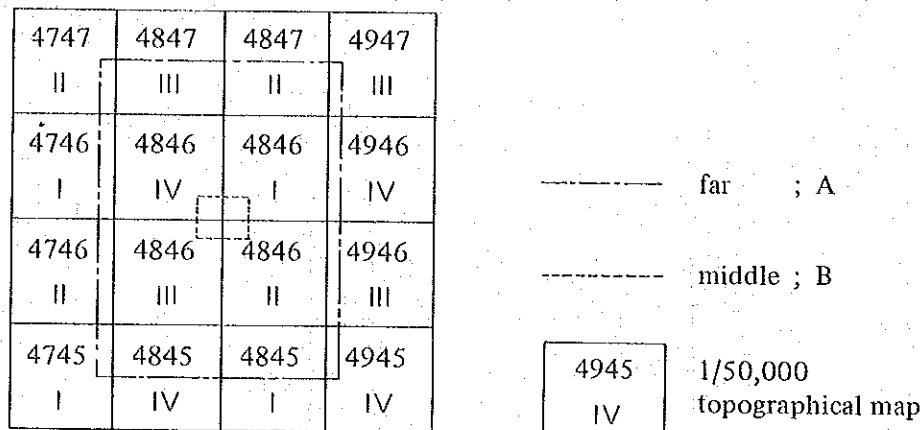 4747 4847 4847 4947
II III II III
4746 4846 4846 4946
I IV I IV
4746 4846 4846 4946
II III II III
4745 4845 4845 4945
I IV I IV
far ; A
middle ; B
4945 1/50,000
IV topographical map